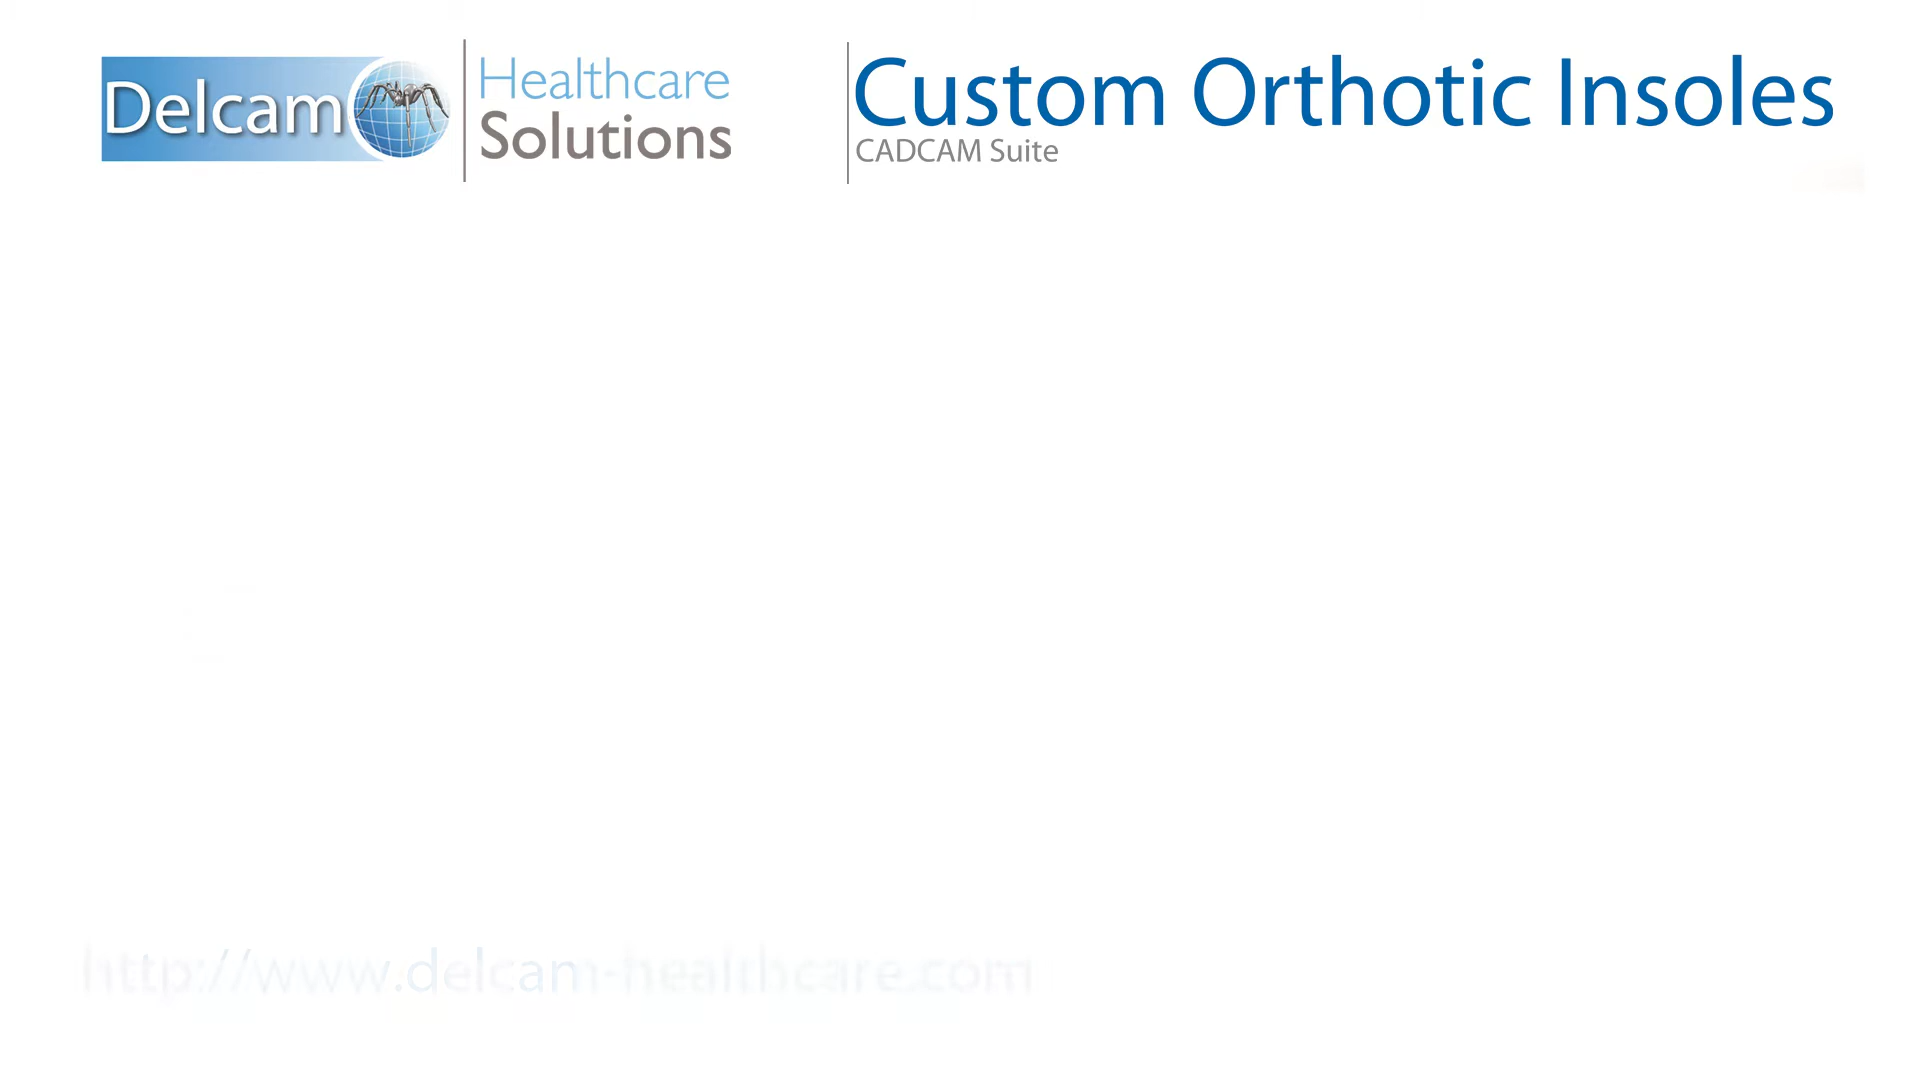 Delcam
Healthcare
Solutions
Custom Orthotic Insoles
CADCAM Suite
http://www.delcam-healthcare.com